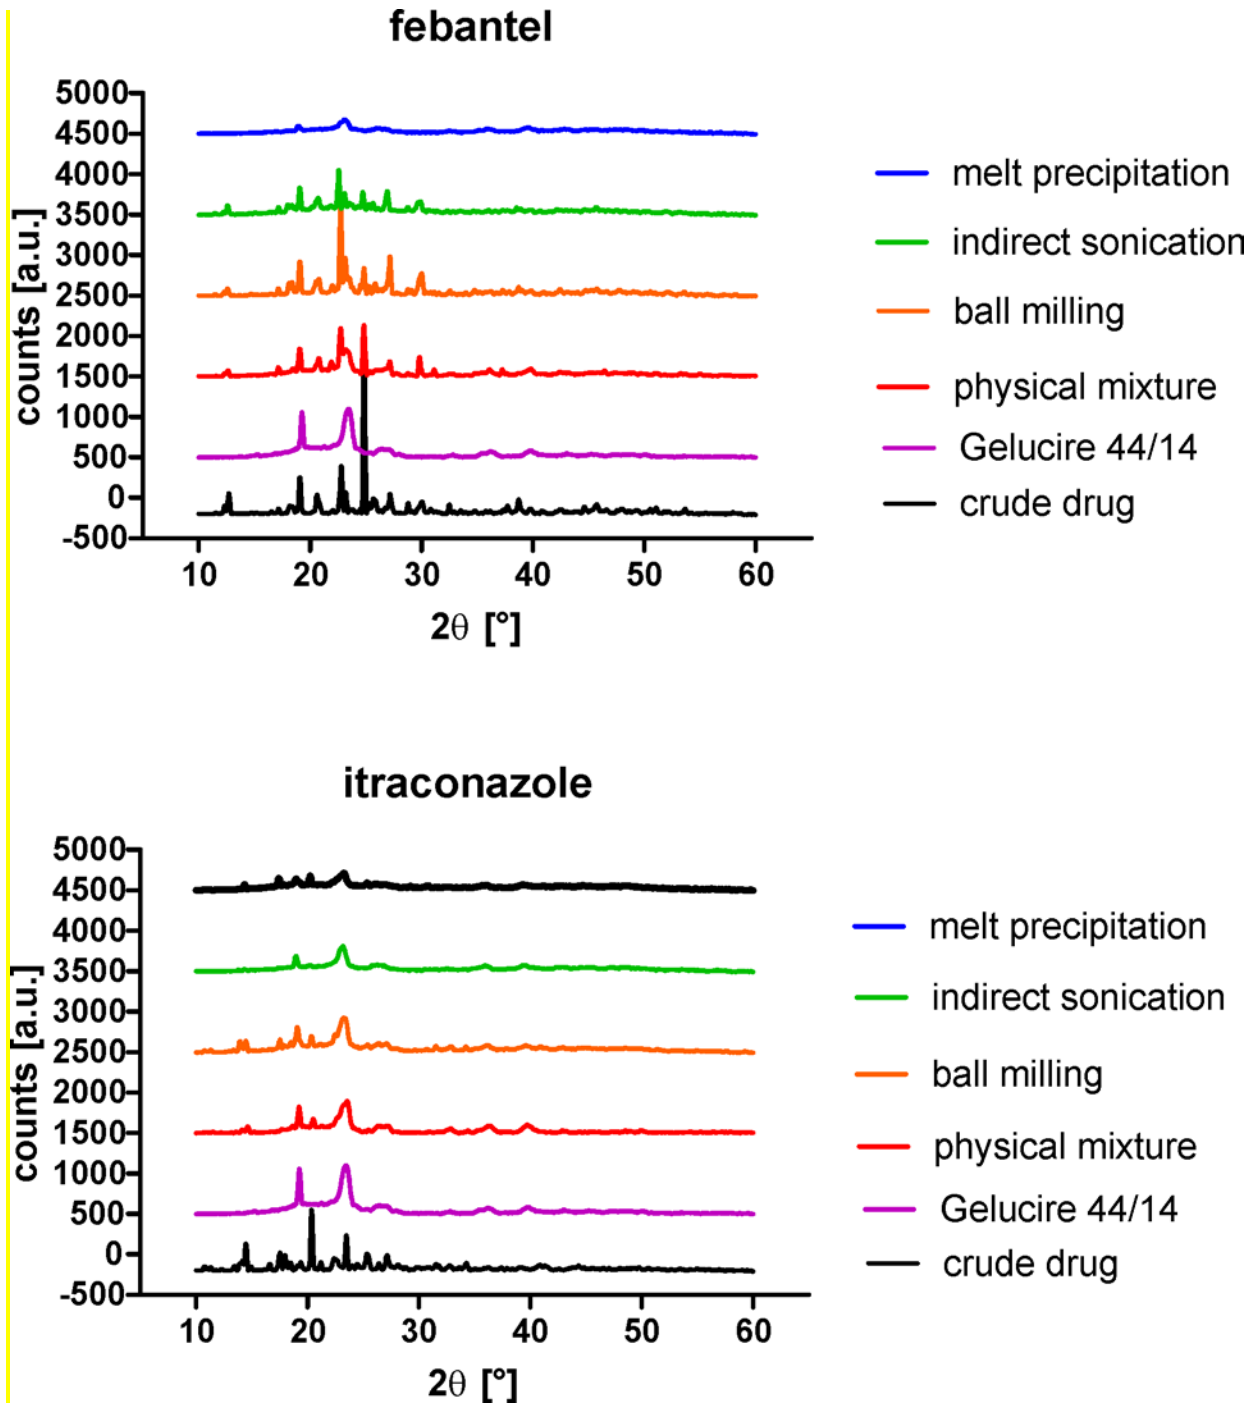 febantel
5000
4500
4000
3500
3000
2500
2000
1500
1000
500
0
-500
counts [a.u.]
10 20 30 40 50 60
2θ [°]
melt precipitation
indirect sonication
ball milling
physical mixture
Gelucire 44/14
crude drug
itraconazole
5000
4500
4000
3500
3000
2500
2000
1500
1000
500
0
-500
counts [a.u.]
10 20 30 40 50 60
2θ [°]
melt precipitation
indirect sonication
ball milling
physical mixture
Gelucire 44/14
crude drug